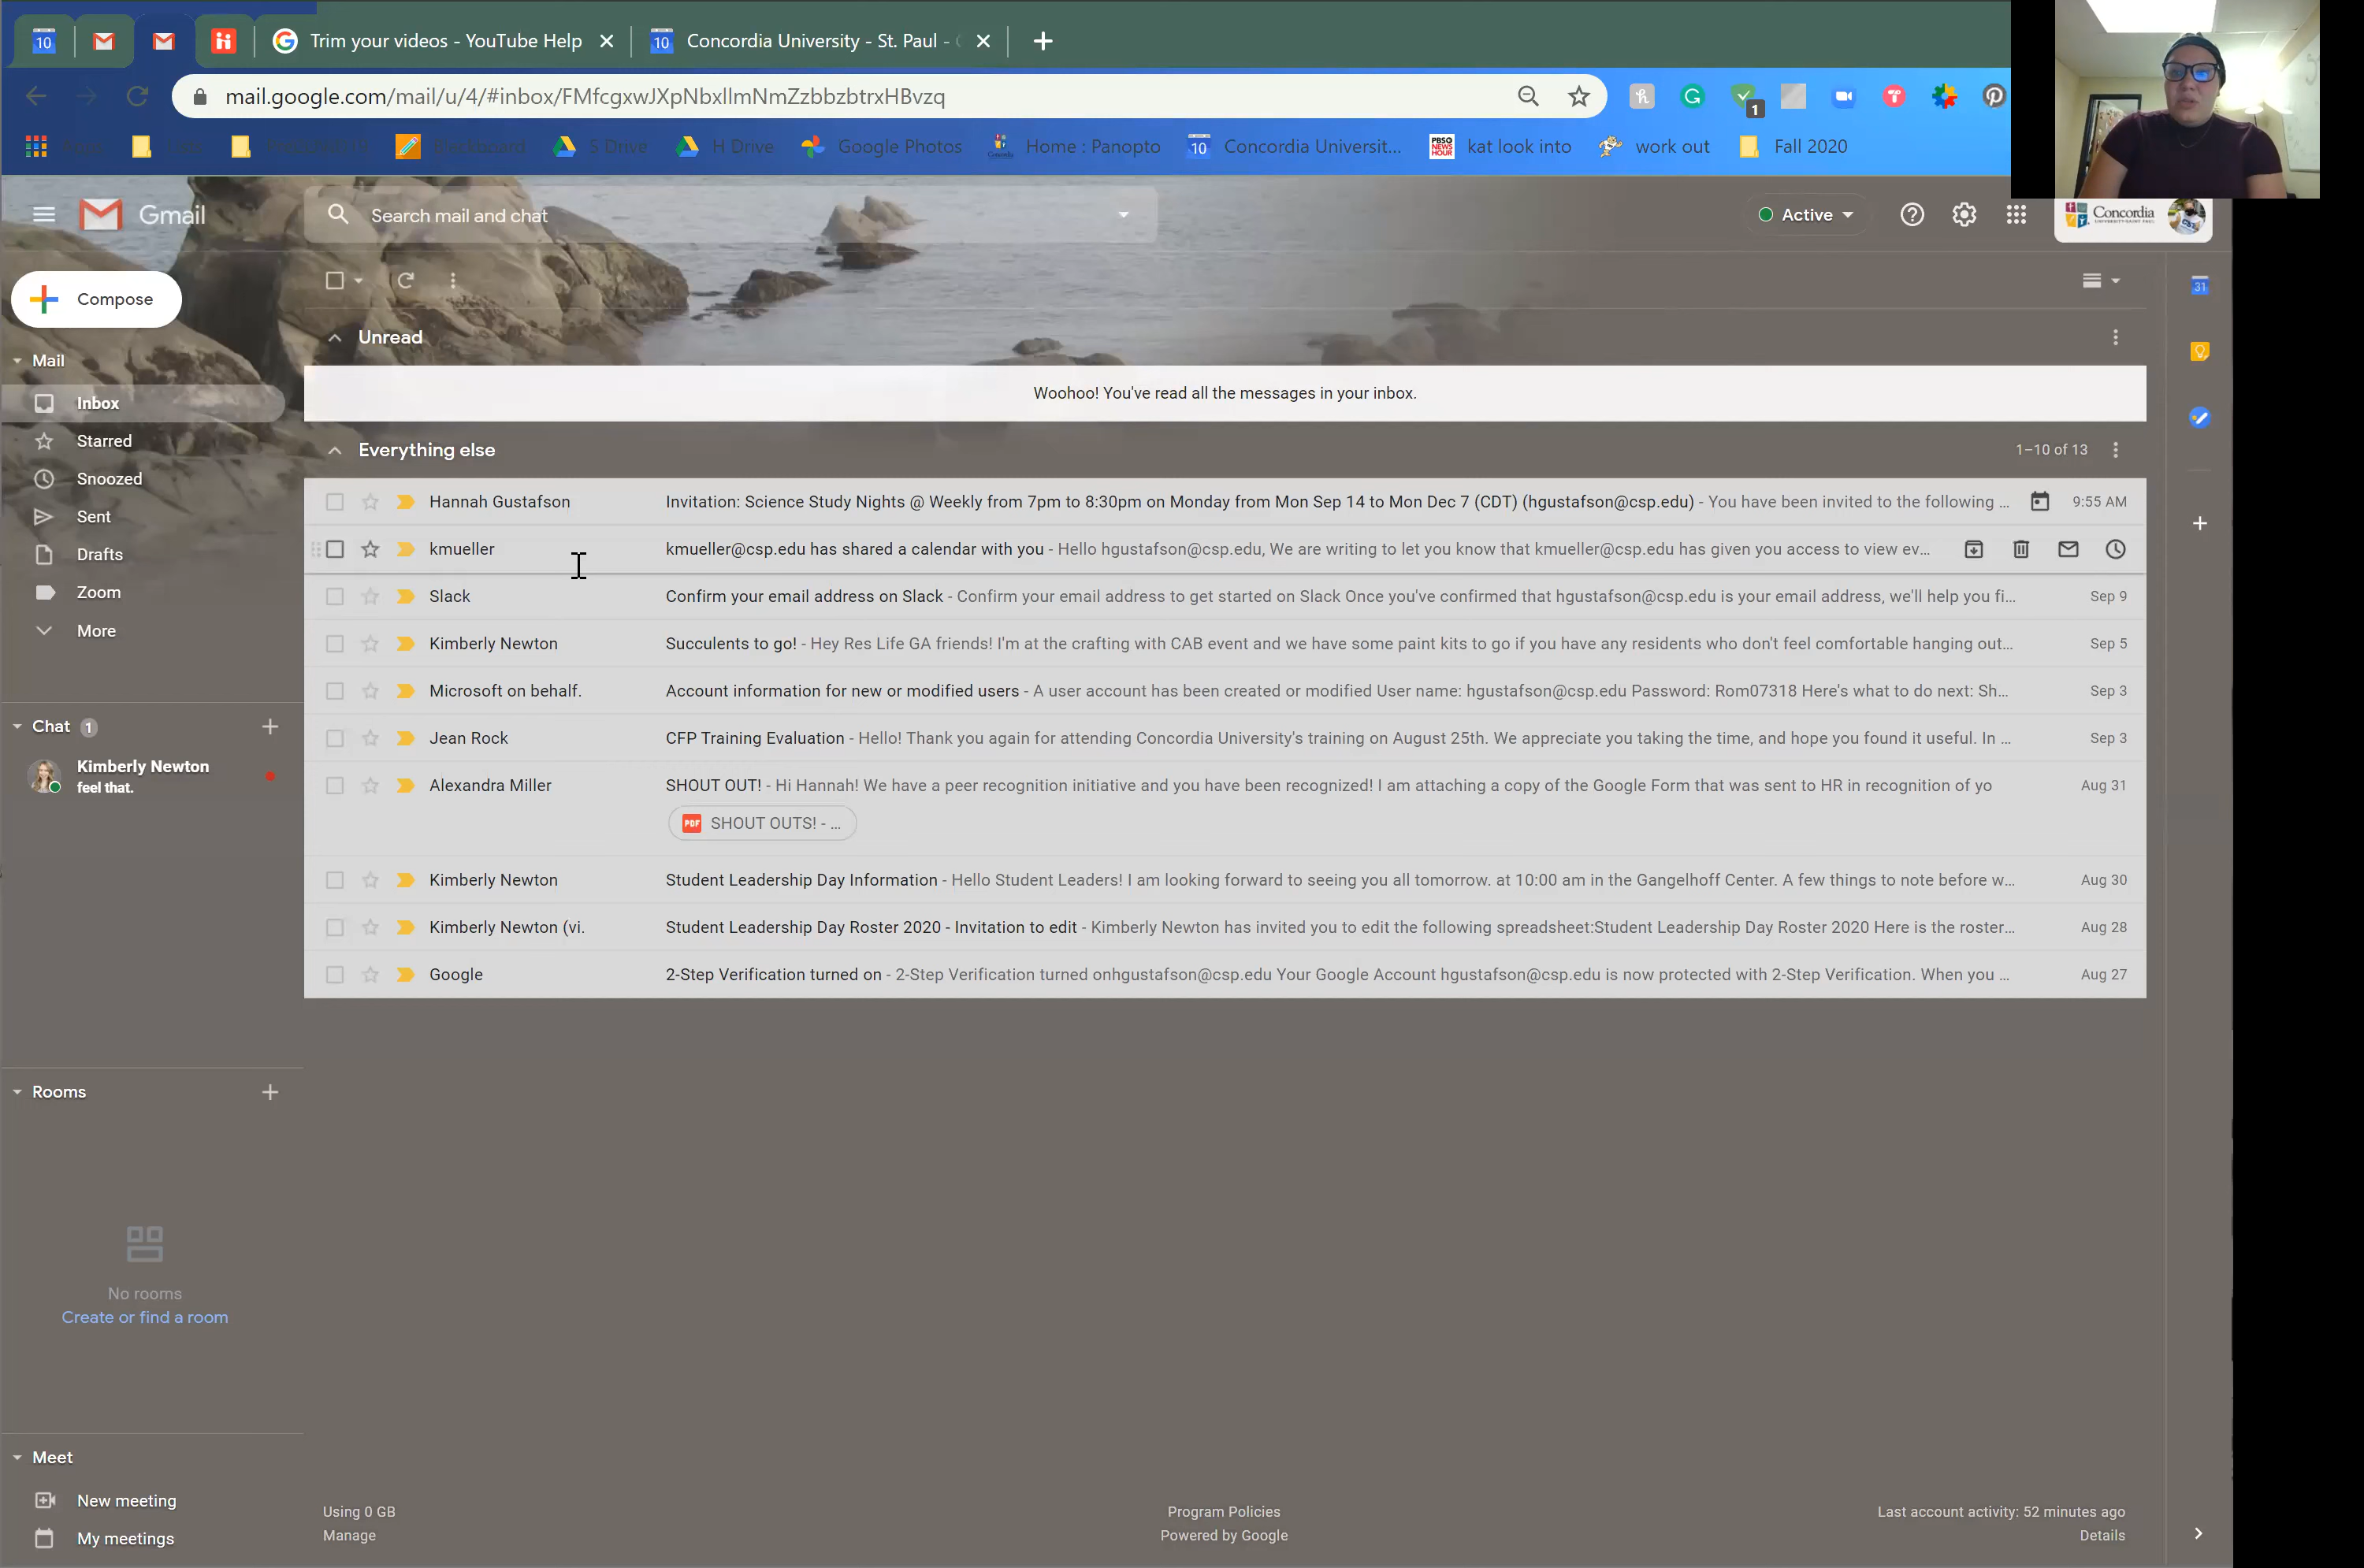 10
Trim your videos - YouTube Help
10 Concordia University - St. Paul -
mail.google.com/mail/u/4/#inbox/FMfcgxwJXpNbxllmNmZzbbzbtrxHBvzq
1
S Drive H Drive Google Photos Home : Panopto 10 Concordia Universit... PBS NEWS HOUR kat look into work out Fall 2020
Gmail
Search mail and chat
Active
Concordia
Compose
31
Unread
Mail
Woohoo! You've read all the messages in your inbox.
Inbox
Starred
Everything else
1–10 of 13
Snoozed
Hannah Gustafson Invitation: Science Study Nights @ Weekly from 7pm to 8:30pm on Monday from Mon Sep 14 to Mon Dec 7 (CDT) (hgustafson@csp.edu) - You have been invited to the following ... 9:55 AM
Sent
kmueller kmueller@csp.edu has shared a calendar with you - Hello hgustafson@csp.edu, We are writing to let you know that kmueller@csp.edu has given you access to view ev...
Drafts
Slack Confirm your email address on Slack - Confirm your email address to get started on Slack Once you've confirmed that hgustafson@csp.edu is your email address, we'll help you fi... Sep 9
Zoom
More
Kimberly Newton Succulents to go! - Hey Res Life GA friends! I'm at the crafting with CAB event and we have some paint kits to go if you have any residents who don't feel comfortable hanging out... Sep 5
Microsoft on behalf. Account information for new or modified users - A user account has been created or modified User name: hgustafson@csp.edu Password: Rom07318 Here's what to do next: Sh... Sep 3
Chat 1
Jean Rock CFP Training Evaluation - Hello! Thank you again for attending Concordia University's training on August 25th. We appreciate you taking the time, and hope you found it useful. In ... Sep 3
Kimberly Newton
feel that.
Alexandra Miller SHOUT OUT! - Hi Hannah! We have a peer recognition initiative and you have been recognized! I am attaching a copy of the Google Form that was sent to HR in recognition of yo Aug 31
PDF SHOUT OUTS! - ...
Kimberly Newton Student Leadership Day Information - Hello Student Leaders! I am looking forward to seeing you all tomorrow. at 10:00 am in the Gangelhoff Center. A few things to note before w... Aug 30
Kimberly Newton (vi. Student Leadership Day Roster 2020 - Invitation to edit - Kimberly Newton has invited you to edit the following spreadsheet:Student Leadership Day Roster 2020 Here is the roster... Aug 28
Google 2-Step Verification turned on - 2-Step Verification turned onhgustafson@csp.edu Your Google Account hgustafson@csp.edu is now protected with 2-Step Verification. When you ... Aug 27
Rooms
No rooms
Create or find a room
Meet
New meeting
My meetings
Using 0 GB
Manage
Program Policies
Powered by Google
Last account activity: 52 minutes ago
Details